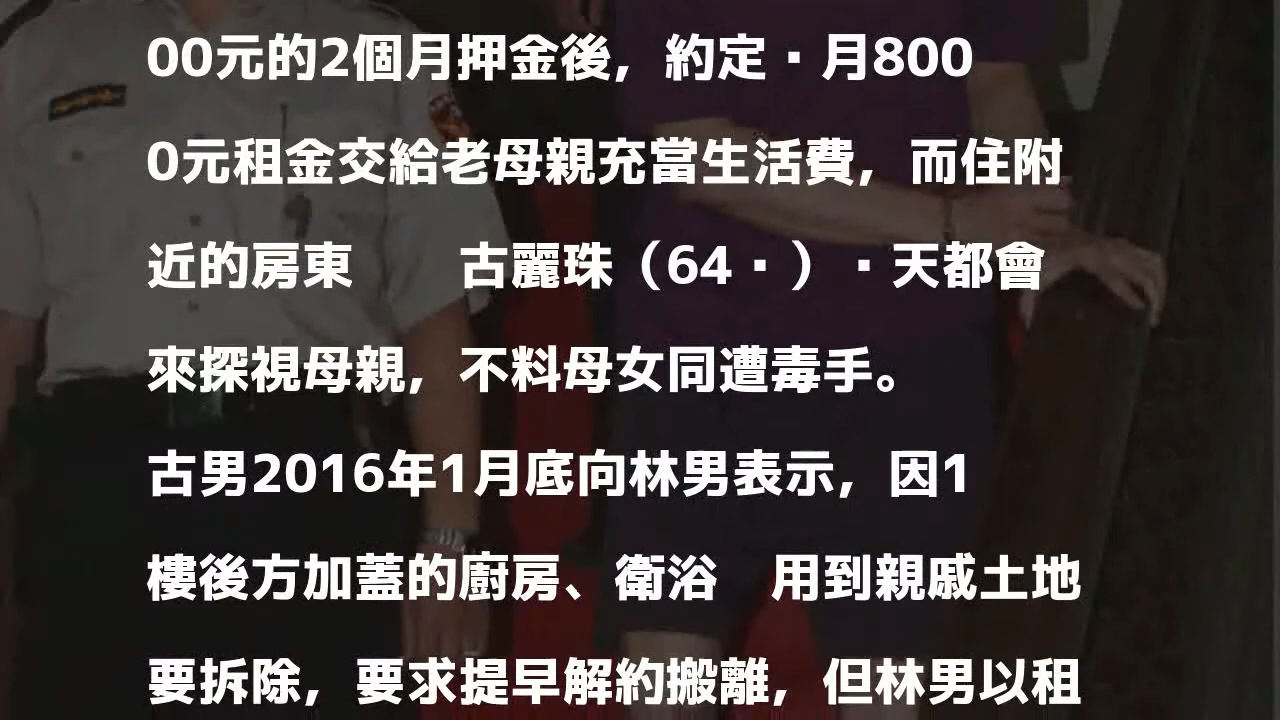 00元的2個月押金後，約定▪月800
0元租金交給老母親充當生活費，而住附
近的房東　　古麗珠（64▪）▪天都會
來探視母親，不料母女同遭毒手。
古男2016年1月底向林男表示，因1
樓後方加蓋的廚房、衛浴　用到親戚土地
要拆除，要求提早解約搬離，但林男以租